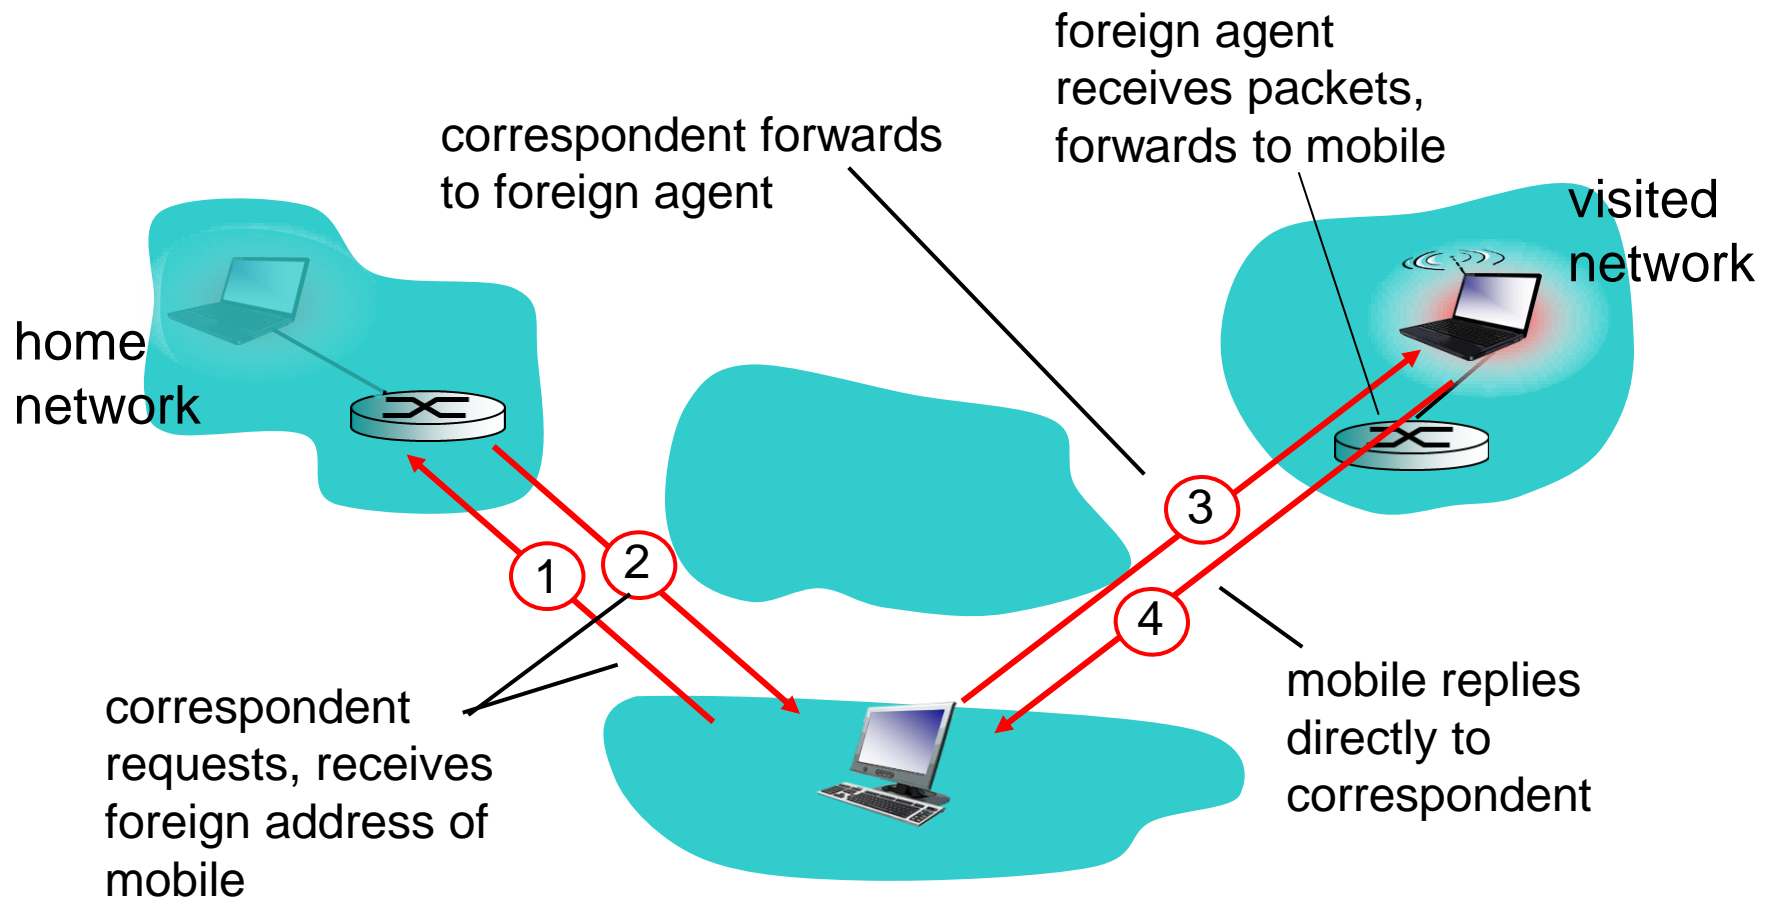 foreign agent
receives packets,
forwards to mobile
correspondent forwards
to foreign agent
visited
network
home
network
3
2
1
4
correspondent
requests, receives
foreign address of
mobile
mobile replies
directly to
correspondent